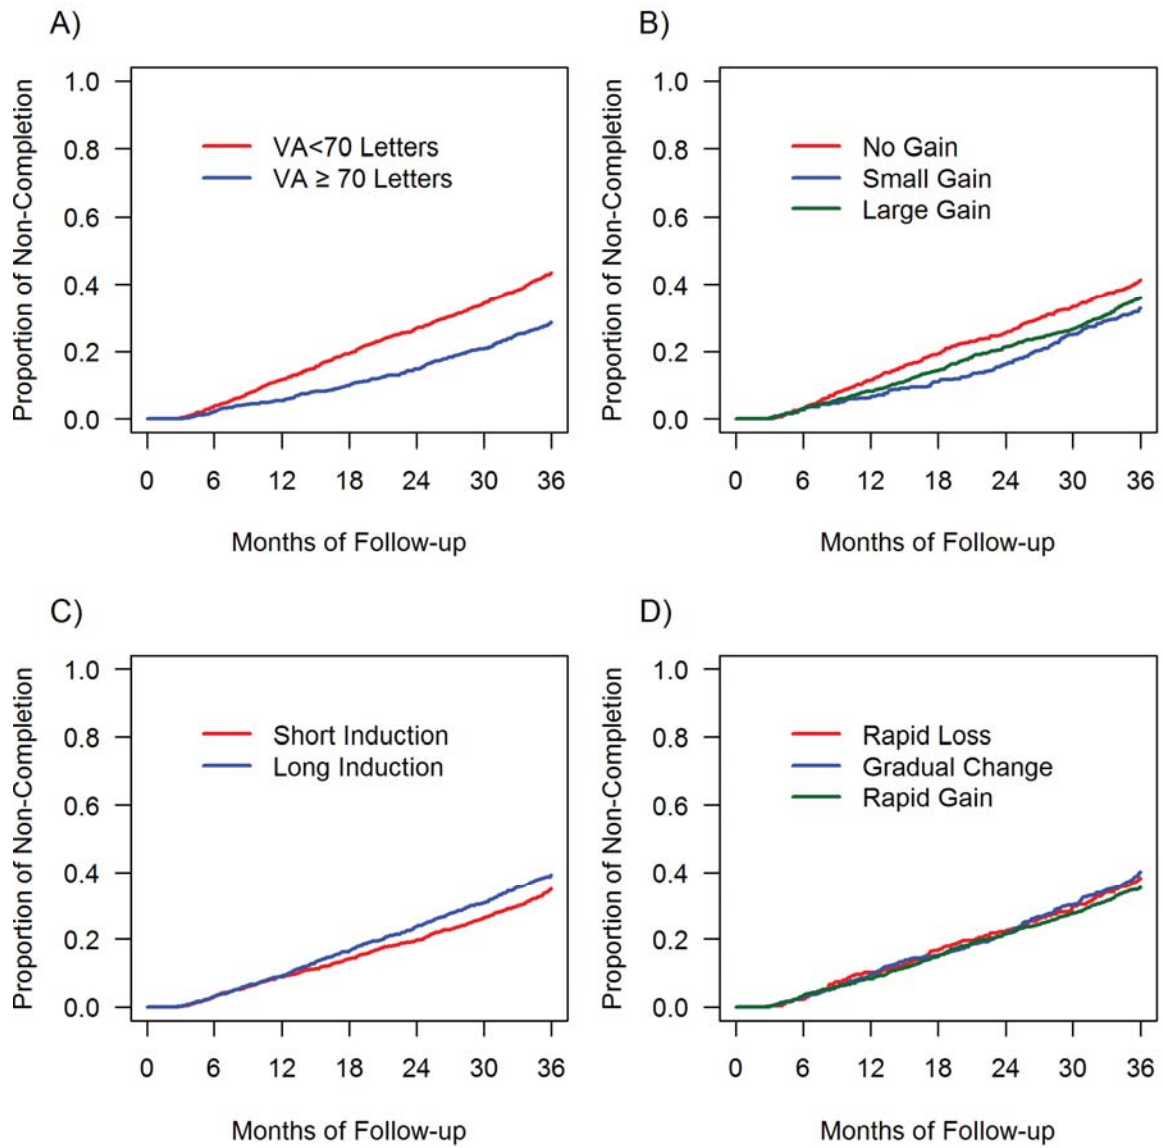 A)
Proportion of Non-Completion
1.0
0.8
0.6
0.4
0.2
0.0
VA<70 Letters
VA ≥ 70 Letters
0 6 12 18 24 30 36
Months of Follow-up
B)
Proportion of Non-Completion
1.0
0.8
0.6
0.4
0.2
0.0
No Gain
Small Gain
Large Gain
0 6 12 18 24 30 36
Months of Follow-up
C)
Proportion of Non-Completion
1.0
0.8
0.6
0.4
0.2
0.0
Short Induction
Long Induction
0 6 12 18 24 30 36
Months of Follow-up
D)
Proportion of Non-Completion
1.0
0.8
0.6
0.4
0.2
0.0
Rapid Loss
Gradual Change
Rapid Gain
0 6 12 18 24 30 36
Months of Follow-up